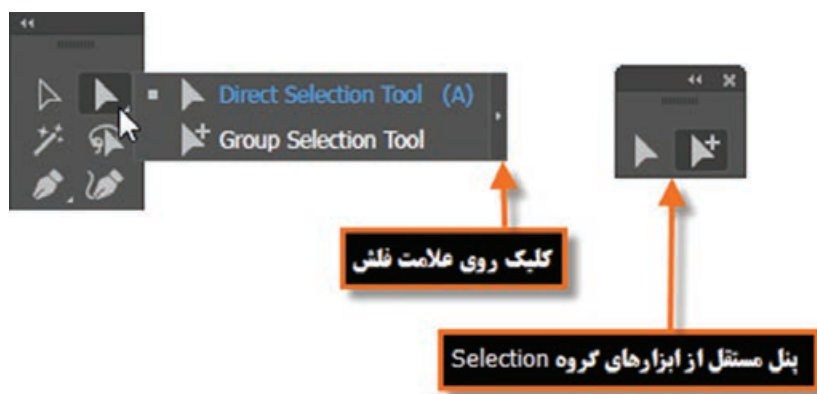 Direct Selection Tool (A)
Group Selection Tool
کلیک روی علامت فلش
پنل مستقل از ابزارهای گروه Selection